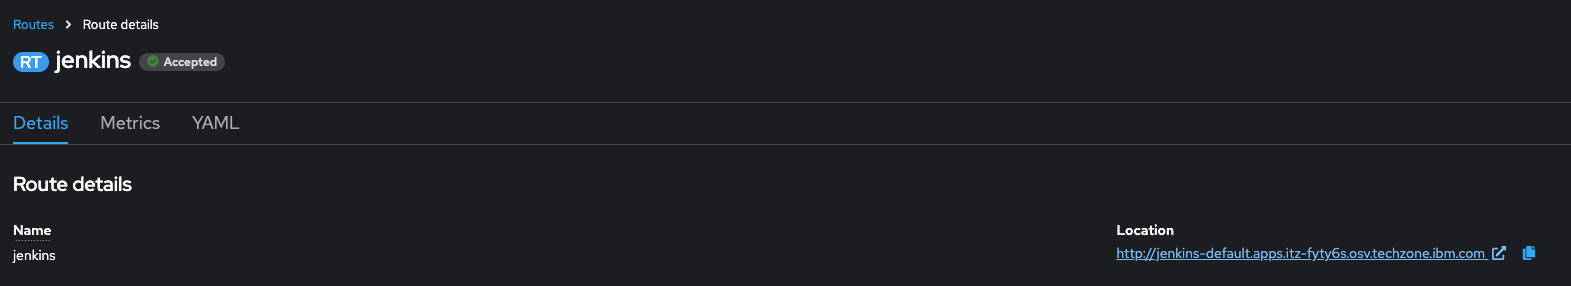 Routes > Route details
RT jenkins Accepted
Details Metrics YAML
Route details
Name Location
jenkins http://jenkins-default.apps.itz-fyty6s.osv.techzone.ibm.com